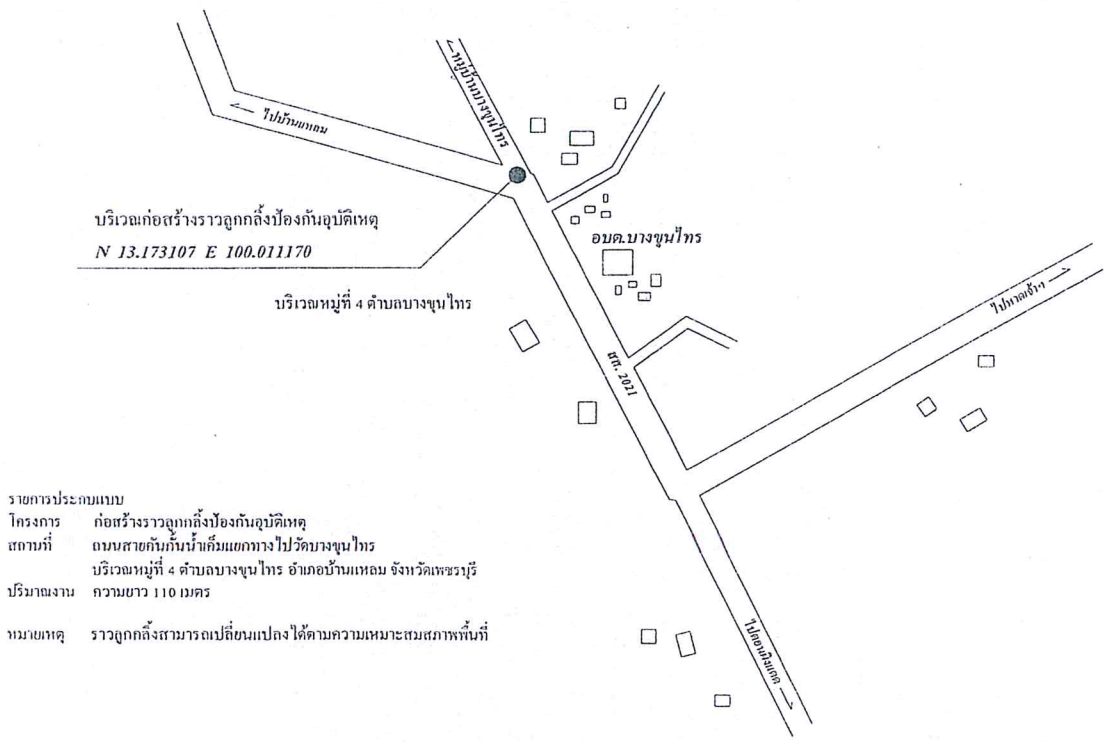 หมู่บ้านบางขุนไทร
ไปบ้านแหลม
บริเวณก่อสร้างราวลูกกลิ้งป้องกันอุบัติเหตุ
N 13.173107 E 100.011170
อบต.บางขุนไทร
บริเวณหมู่ที่ 4 ตำบลบางขุนไทร
ไปหาดเจ้าฯ
สส. 2021
รายการประกอบแบบ
โครงการ ก่อสร้างราวลูกกลิ้งป้องกันอุบัติเหตุ
สถานที่ ถนนสายคันกั้นน้ำเค็มแยกทางไปวัดบางขุนไทร
บริเวณหมู่ที่ 4 ตำบลบางขุนไทร อำเภอบ้านแหลม จังหวัดเพชรบุรี
ปริมาณงาน ความยาว 110 เมตร
หมายเหตุ ราวลูกกลิ้งสามารถเปลี่ยนแปลงได้ตามความเหมาะสมสภาพพื้นที่